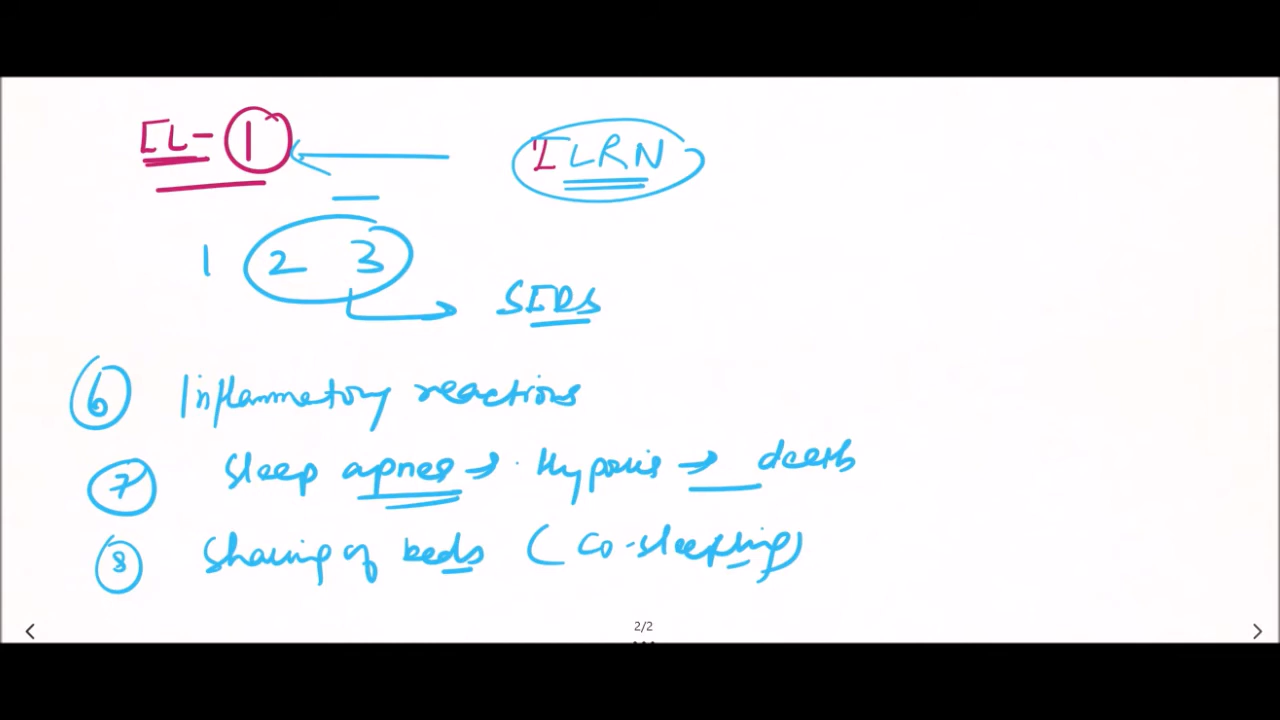 IL-1 ILRN
1 2 3
SIDS
6 Inflammatory reactions
7 Sleep apnea → Hypoxia → death
8 Sharing of beds (Co-sleeping)
2/2